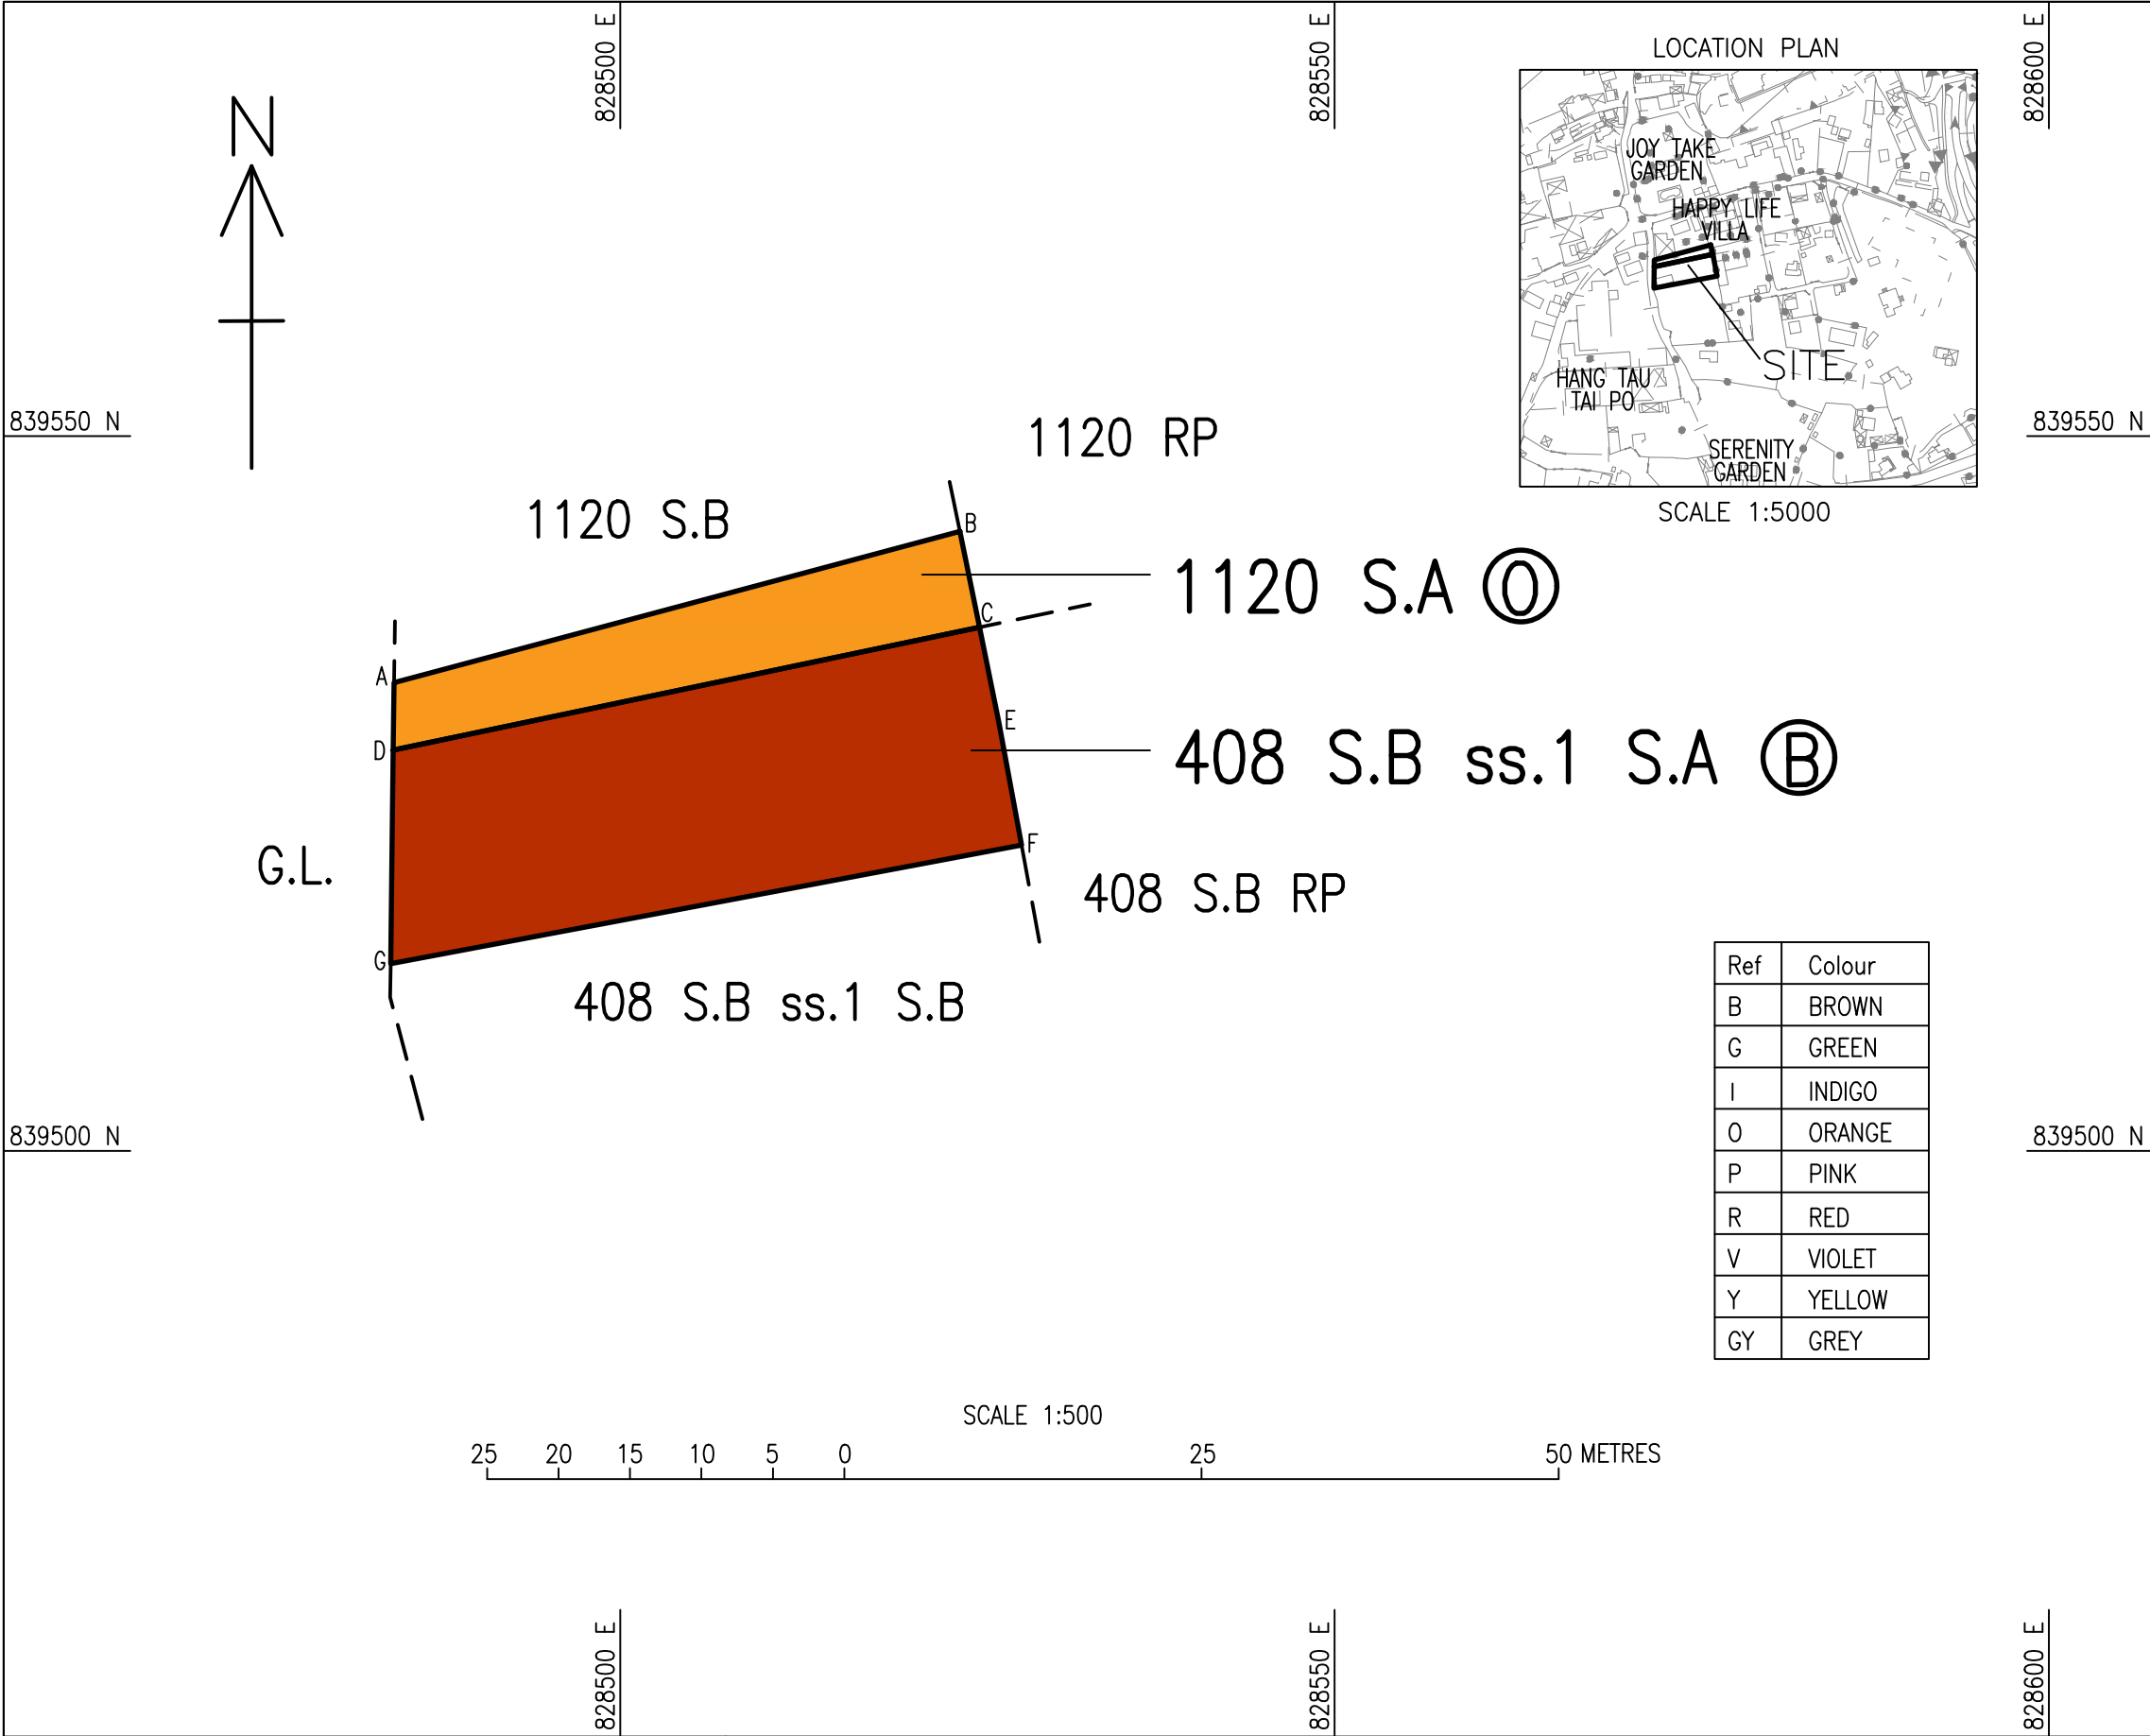 828500 E
828550 E
828600 E
LOCATION PLAN
N
JOY TAKE
GARDEN
HAPPY LIFE
VILLA
SITE
HANG TAU
TAI PO
SERENITY
GARDEN
SCALE 1:5000
839550 N
839550 N
1120 RP
1120 S.B
B
1120 S.A O
C
A
E
D
408 S.B ss.1 S.A B
F
G.L.
408 S.B RP
G
408 S.B ss.1 S.B
Ref Colour
B BROWN
G GREEN
I INDIGO
O ORANGE
P PINK
R RED
V VIOLET
Y YELLOW
GY GREY
839500 N
839500 N
SCALE 1:500
25 20 15 10 5 0 25 50 METRES
828500 E
828550 E
828600 E